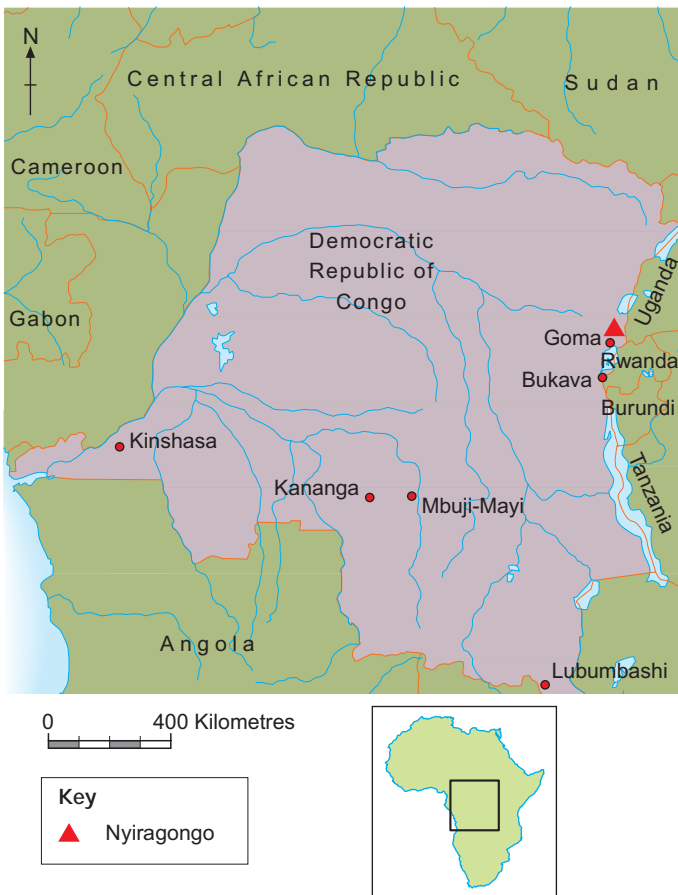 N
Central African Republic
Sudan
Cameroon
Democratic
Republic of
Congo
Gabon
Uganda
Goma
Rwanda
Bukava
Burundi
Kinshasa
Tanzania
Kananga
Mbuji-Mayi
Angola
Lubumbashi
0 400 Kilometres
Key
Nyiragongo